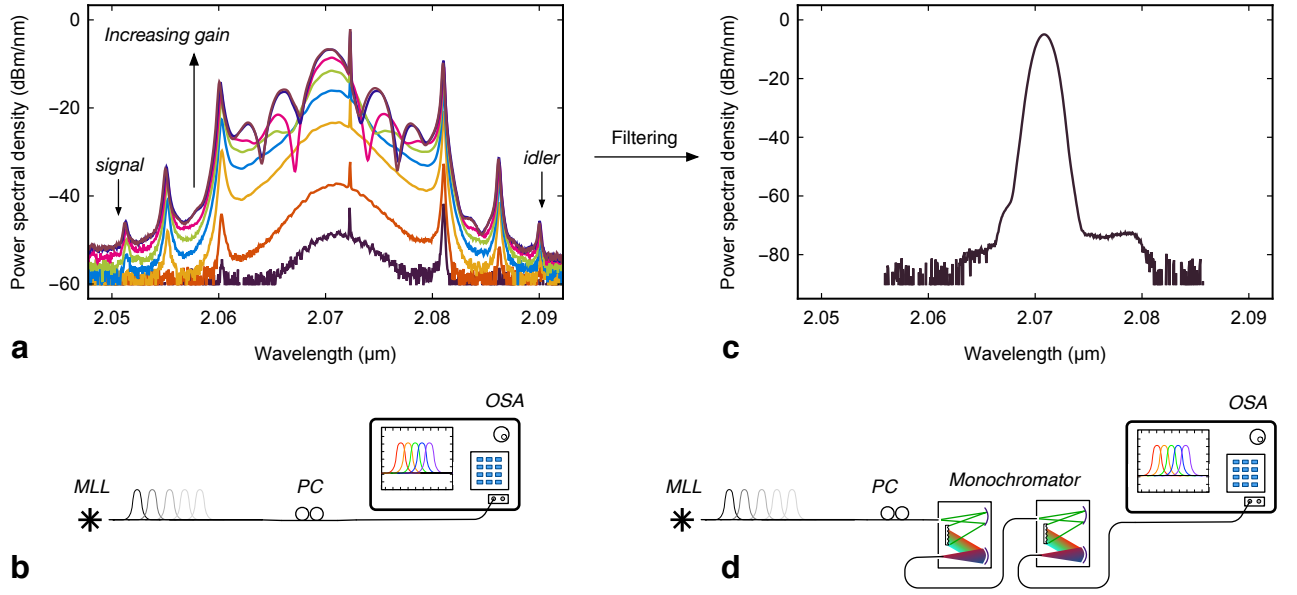 Power spectral density (dBm/nm)
0
−20
−40
−60
Increasing gain
signal
idler
2.05
2.06
2.07
2.08
2.09
Wavelength (µm)
a
Filtering
Power spectral density (dBm/nm)
0
−20
−40
−60
−80
2.05
2.06
2.07
2.08
2.09
Wavelength (µm)
c
MLL
PC
OSA
b
MLL
PC
Monochromator
OSA
d